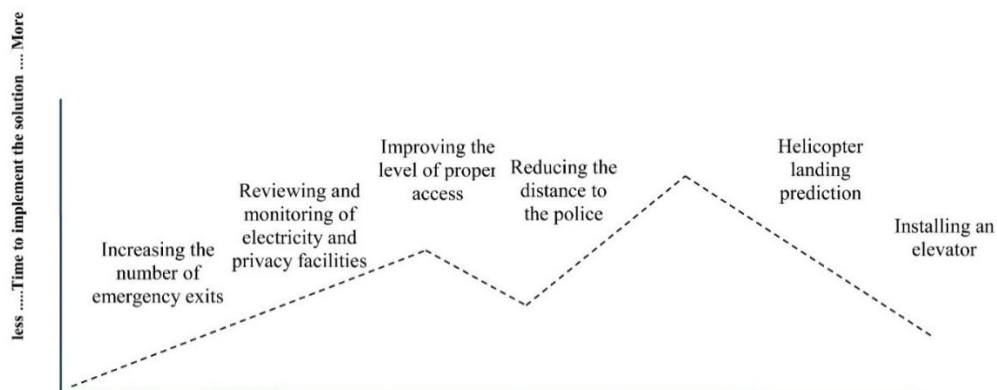 less .....Time to implement the solution .... More
Increasing the
number of
emergency exits
Reviewing and
monitoring of
electricity and
privacy facilities
Improving the
level of proper
access
Reducing the
distance to
the police
Helicopter
landing
prediction
Installing an
elevator